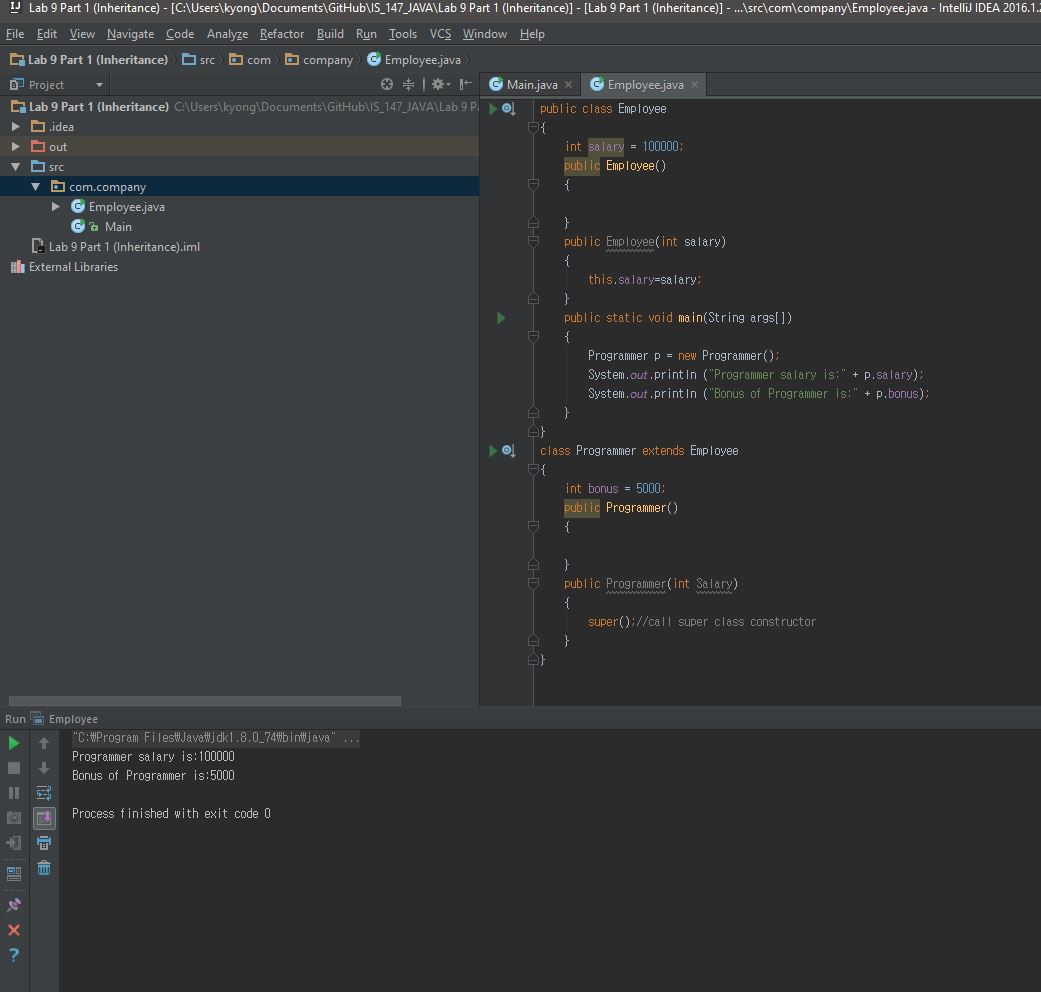 Lab 9 Part 1 (Inheritance) - [C:\Users\kyong\Documents\GitHub\IS_147_JAVA\Lab 9 Part 1 (Inheritance)] - [Lab 9 Part 1 (Inheritance)] - ...\src\com\company\Employee.java - IntelliJ IDEA 2016.1.2
File Edit View Navigate Code Analyze Refactor Build Run Tools VCS Window Help
Lab 9 Part 1 (Inheritance) src com company Employee.java
Project
Main.java Employee.java
Lab 9 Part 1 (Inheritance) C:\Users\kyong\Documents\GitHub\IS_147_JAVA\Lab 9 Pa
.idea
out
src
com.company
Employee.java
Main
Lab 9 Part 1 (Inheritance).iml
External Libraries
public class Employee
{
int salary = 100000;
public Employee()
{
}
public Employee(int salary)
{
this.salary=salary;
}
public static void main(String args[])
{
Programmer p = new Programmer();
System.out.println ("Programmer salary is:" + p.salary);
System.out.println ("Bonus of Programmer is:" + p.bonus);
}
}
class Programmer extends Employee
{
int bonus = 5000;
public Programmer()
{
}
public Programmer(int Salary)
{
super();//call super class constructor
}
}
Run Employee
"C:₩Program Files₩Java₩jdk1.8.0_74₩bin₩java" ...
Programmer salary is:100000
Bonus of Programmer is:5000
Process finished with exit code 0